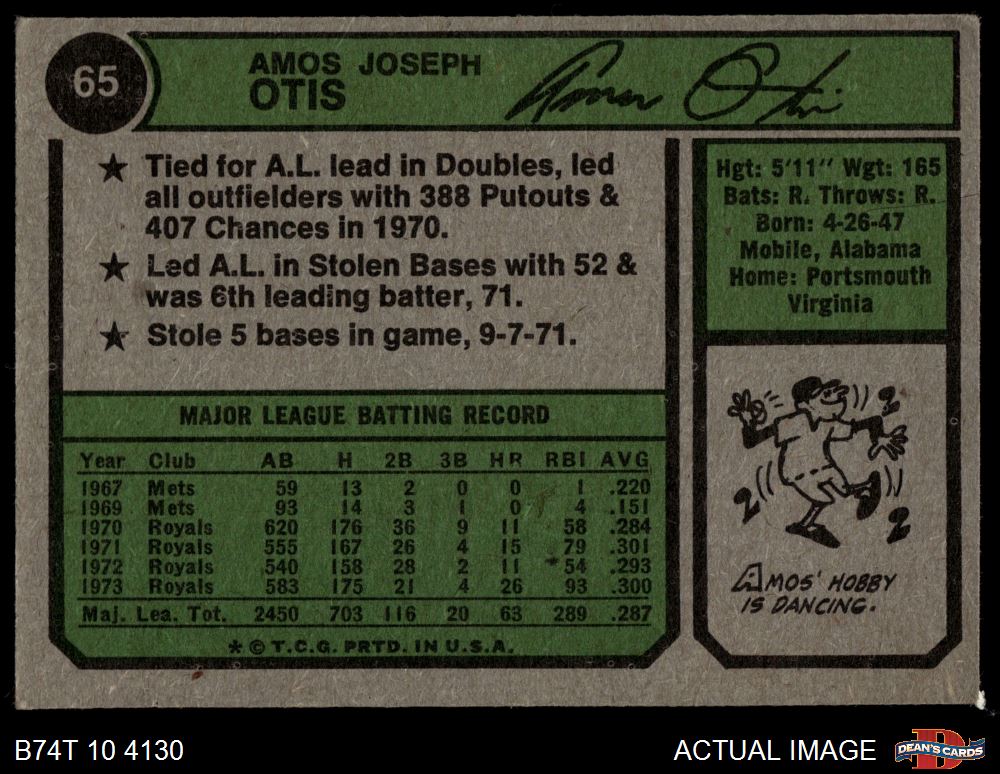 65
AMOS JOSEPH
OTIS
Amos Otis
★ Tied for A.L. lead in Doubles, led
all outfielders with 388 Putouts &
407 Chances in 1970.
★ Led A.L. in Stolen Bases with 52 &
was 6th leading batter, 71.
★ Stole 5 bases in game, 9-7-71.
Hgt: 5'11" Wgt: 165
Bats: R. Throws: R.
Born: 4-26-47
Mobile, Alabama
Home: Portsmouth
Virginia
MAJOR LEAGUE BATTING RECORD
Year Club AB H 2B 3B HR RBI AVG
1967 Mets 59 13 2 0 0 1 .220
1969 Mets 93 14 3 1 0 4 .151
1970 Royals 620 176 36 9 11 58 .284
1971 Royals 555 167 26 4 15 79 .301
1972 Royals 540 158 28 2 11 54 .293
1973 Royals 583 175 21 4 26 93 .300
Maj. Lea. Tot. 2450 703 116 20 63 289 .287
* © T.C.G. PRTD. IN U.S.A.
2
2
2
AMOS' HOBBY
IS DANCING.
B74T 10 4130
ACTUAL IMAGE
D
DEAN'S CARDS